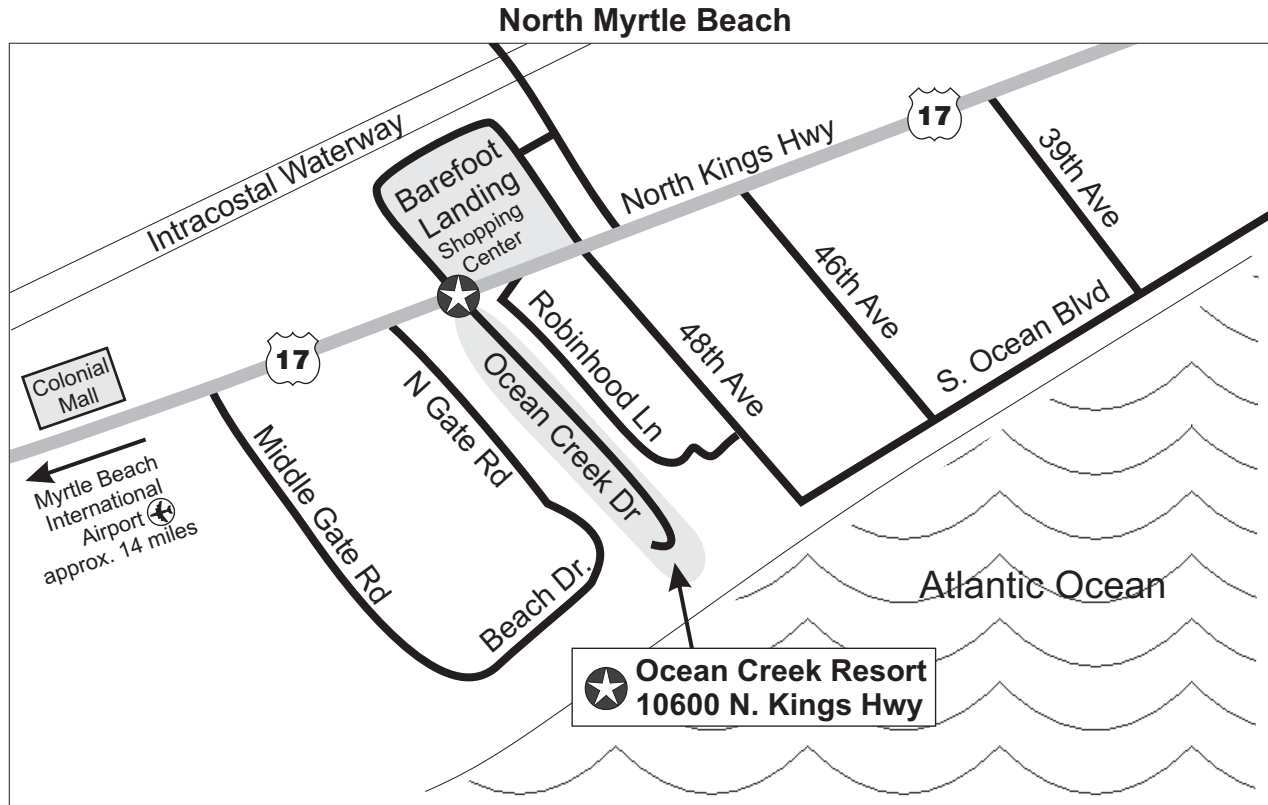 North Myrtle Beach
Intracostal Waterway
Barefoot
Landing
Shopping
Center
North Kings Hwy
17
39th Ave
46th Ave
48th Ave
S. Ocean Blvd
Robinhood Ln
Ocean Creek Dr
17
N Gate Rd
Middle Gate Rd
Beach Dr.
Colonial
Mall
Myrtle Beach
International
Airport
approx. 14 miles
Atlantic Ocean
Ocean Creek Resort
10600 N. Kings Hwy